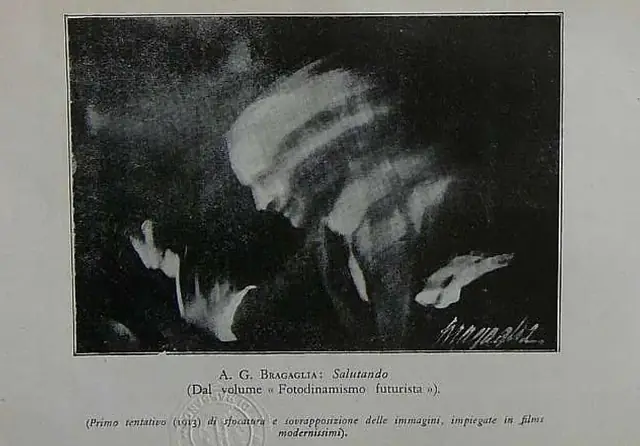 Bragaglia.
A. G. BRAGAGLIA: Salutando
(Dal volume « Fotodinamismo futurista »).
(Primo tentativo (1913) di sfocatura e sovrapposizione delle immagini, impiegate in films
modernissimi).